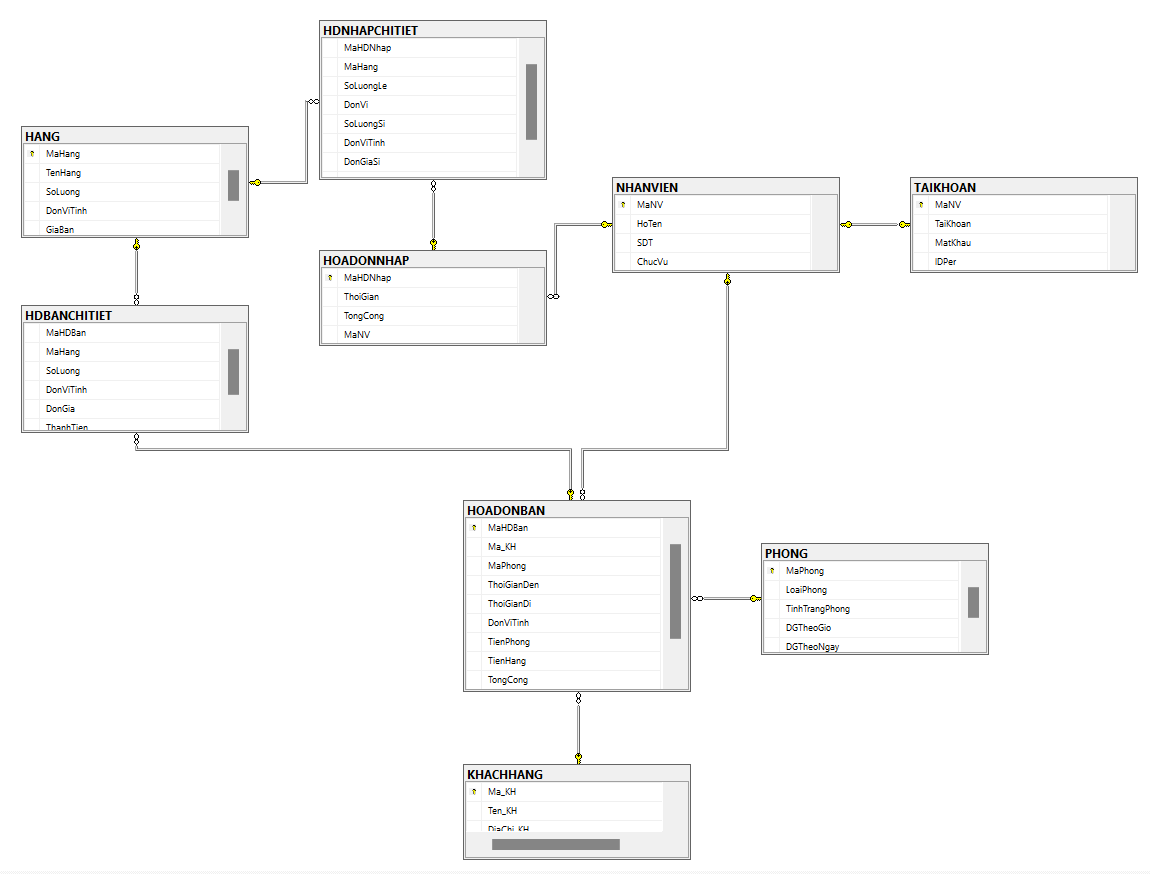 HDNHAPCHITIET
MaHDNhap
MaHang
SoLuongLe
DonVi
SoLuongSi
DonViTinh
DonGiaSi
HANG
MaHang
TenHang
SoLuong
DonViTinh
GiaBan
NHANVIEN
MaNV
HoTen
SDT
ChucVu
TAIKHOAN
MaNV
TaiKhoan
MatKhau
IDPer
HOADONNHAP
MaHDNhap
ThoiGian
TongCong
MaNV
HDBANCHITIET
MaHDBan
MaHang
SoLuong
DonViTinh
DonGia
ThanhTien
HOADONBAN
MaHDBan
Ma_KH
MaPhong
ThoiGianDen
ThoiGianDi
DonViTinh
TienPhong
TienHang
TongCong
PHONG
MaPhong
LoaiPhong
TinhTrangPhong
DGTheoGio
DGTheoNgay
KHACHHANG
Ma_KH
Ten_KH
DiaChi_KH